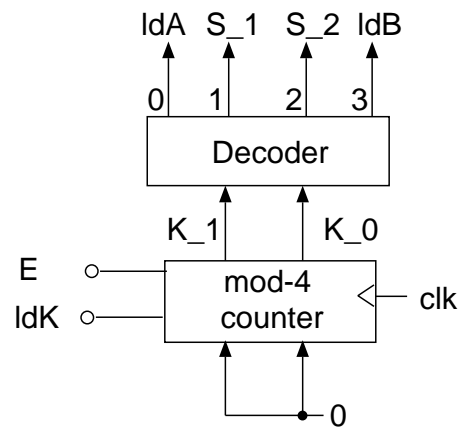 ldA S_1 S_2 ldB
0 1 2 3
Decoder
K_1 K_0
E
mod-4
clk
ldK
counter
0